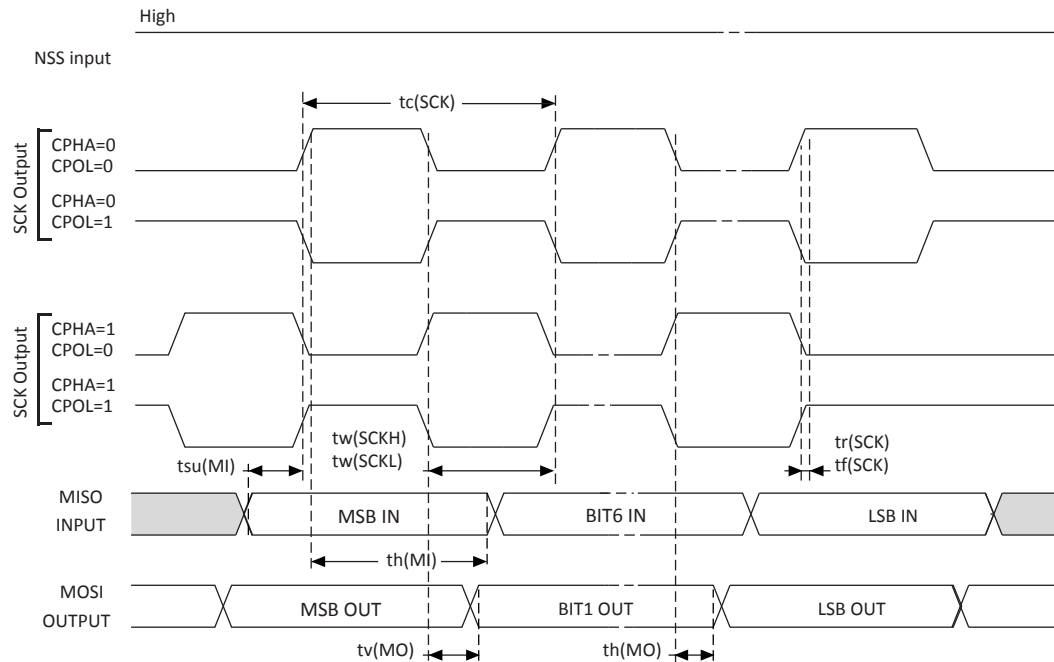 High
NSS input
tc(SCK)
SCK Output
CPHA=0
CPOL=0
CPHA=0
CPOL=1
SCK Output
CPHA=1
CPOL=0
CPHA=1
CPOL=1
tw(SCKH)
tw(SCKL)
tr(SCK)
tf(SCK)
tsu(MI)
MISO
INPUT
MSB IN
BIT6 IN
LSB IN
th(MI)
MOSI
OUTPUT
MSB OUT
BIT1 OUT
LSB OUT
tv(MO)
th(MO)